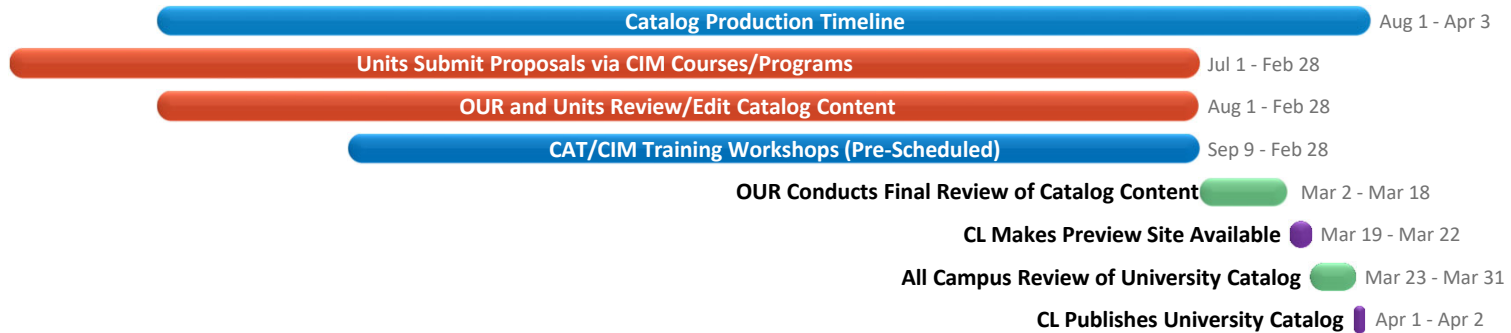 Catalog Production Timeline Aug 1 - Apr 3
Units Submit Proposals via CIM Courses/Programs Jul 1 - Feb 28
OUR and Units Review/Edit Catalog Content Aug 1 - Feb 28
CAT/CIM Training Workshops (Pre-Scheduled) Sep 9 - Feb 28
OUR Conducts Final Review of Catalog Content Mar 2 - Mar 18
CL Makes Preview Site Available Mar 19 - Mar 22
All Campus Review of University Catalog Mar 23 - Mar 31
CL Publishes University Catalog Apr 1 - Apr 2